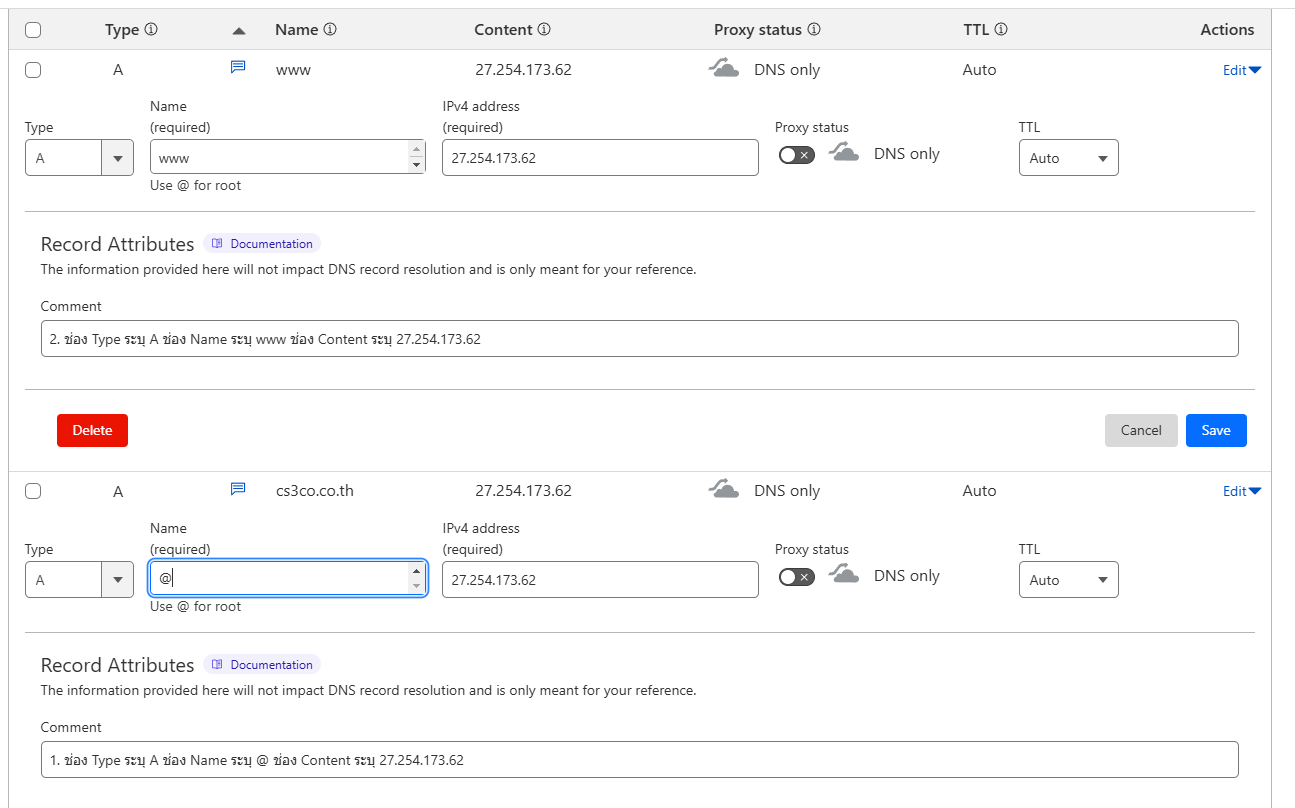 Type Name Content Proxy status TTL Actions
A www 27.254.173.62 DNS only Auto Edit
Name IPv4 address
Type (required) (required) Proxy status TTL
A www 27.254.173.62 DNS only Auto
Use @ for root
Record Attributes Documentation
The information provided here will not impact DNS record resolution and is only meant for your reference.
Comment
2. ช่อง Type ระบุ A ช่อง Name ระบุ www ช่อง Content ระบุ 27.254.173.62
Delete Cancel Save
A cs3co.co.th 27.254.173.62 DNS only Auto Edit
Name IPv4 address
Type (required) (required) Proxy status TTL
A @ 27.254.173.62 DNS only Auto
Use @ for root
Record Attributes Documentation
The information provided here will not impact DNS record resolution and is only meant for your reference.
Comment
1. ช่อง Type ระบุ A ช่อง Name ระบุ @ ช่อง Content ระบุ 27.254.173.62